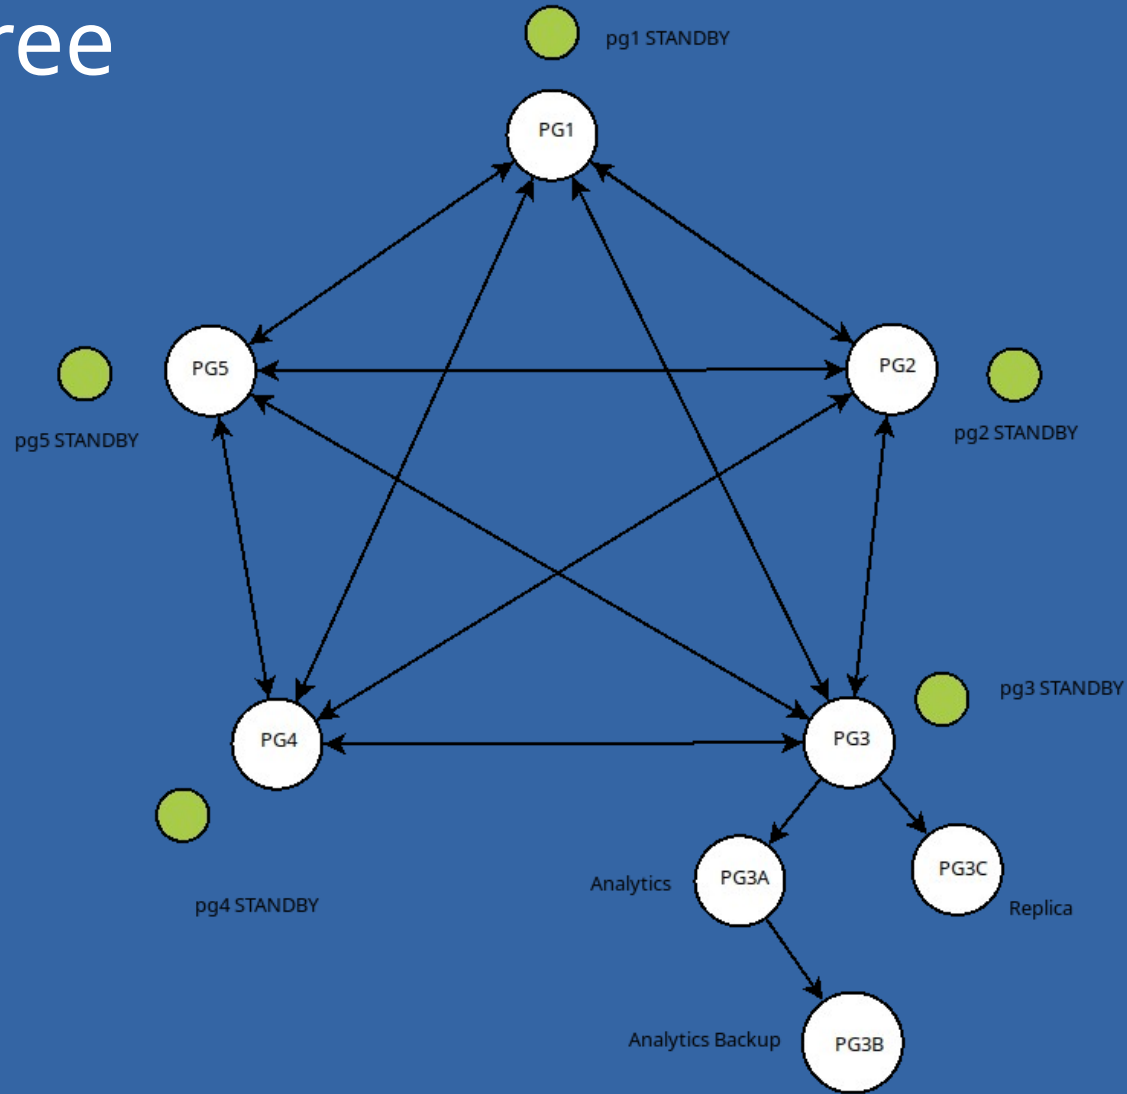 ree
pg1 STANDBY
PG1
PG5
PG2
pg5 STANDBY
pg2 STANDBY
pg3 STANDBY
PG4
PG3
PG3A
PG3C
Analytics
pg4 STANDBY
Replica
Analytics Backup
PG3B